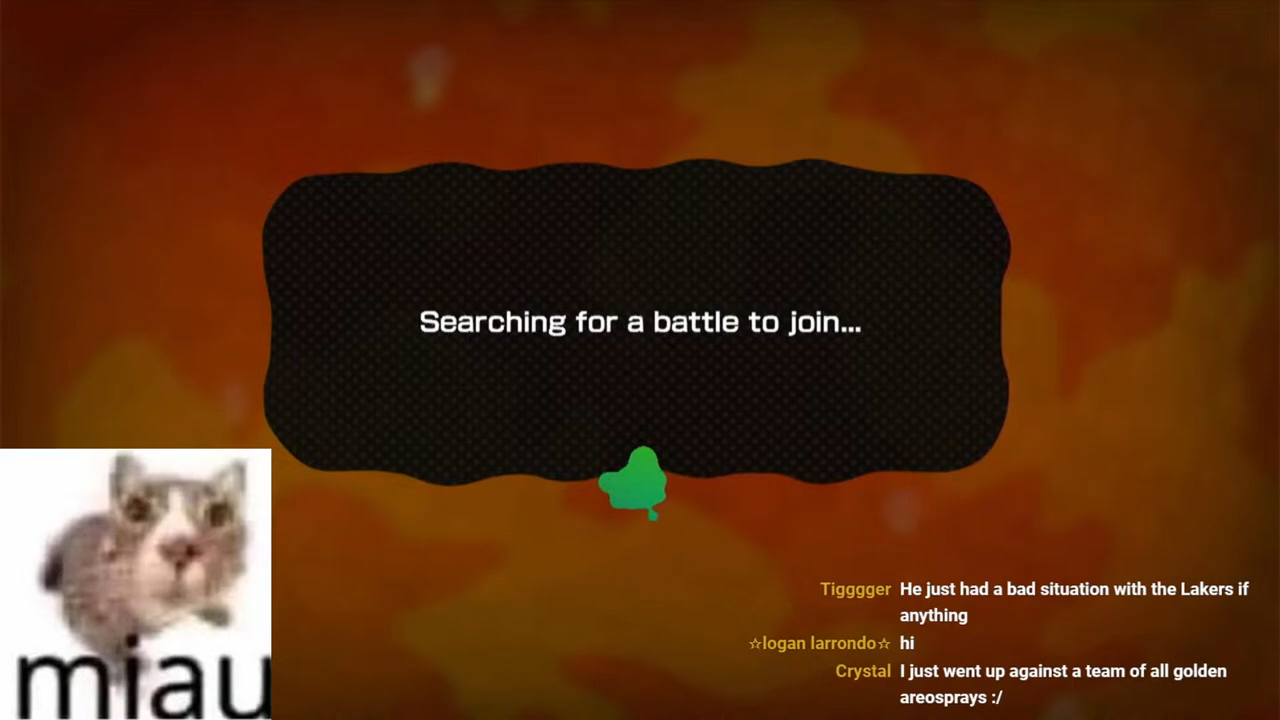 Searching for a battle to join...
miau
Tigggger He just had a bad situation with the Lakers if
anything
☆logan larrondo☆ hi
Crystal I just went up against a team of all golden
areosprays :/